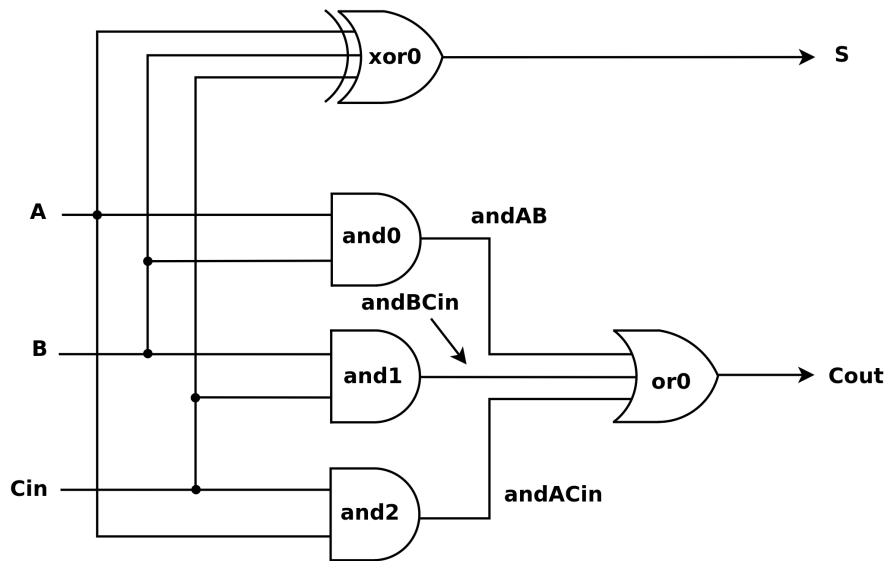 xor0
S
A
and0
andAB
andBCin
B
and1
or0
Cout
Cin
and2
andACin